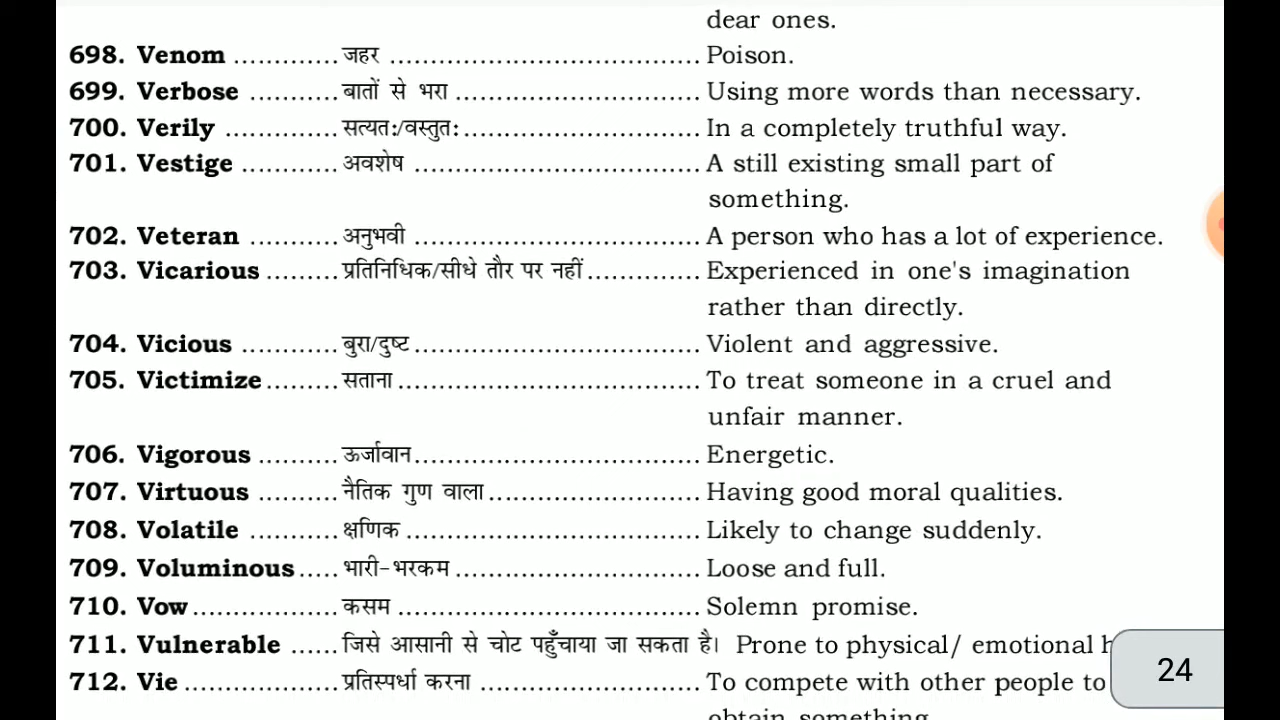 dear ones.
698. Venom ............. जहर ...................................... Poison.
699. Verbose ........... बातों से भरा .............................. Using more words than necessary.
700. Verily .............. सत्यतः/वस्तुतः............................. In a completely truthful way.
701. Vestige ............ अवशेष ................................... A still existing small part of
something.
702. Veteran ........... अनुभवी ................................... A person who has a lot of experience.
703. Vicarious ......... प्रतिनिधिक/सीधे तौर पर नहीं.............. Experienced in one's imagination
rather than directly.
704. Vicious ............ बुरा/दुष्ट................................... Violent and aggressive.
705. Victimize......... सताना ..................................... To treat someone in a cruel and
unfair manner.
706. Vigorous .......... ऊर्जावान................................... Energetic.
707. Virtuous .......... नैतिक गुण वाला .......................... Having good moral qualities.
708. Volatile ........... क्षणिक .................................... Likely to change suddenly.
709. Voluminous ..... भारी-भरकम .............................. Loose and full.
710. Vow.................. कसम ..................................... Solemn promise.
711. Vulnerable ...... जिसे आसानी से चोट पहुँचाया जा सकता है। Prone to physical/ emotional
712. Vie ................... प्रतिस्पर्धा करना ........................... To compete with other people to
obtain something.
24